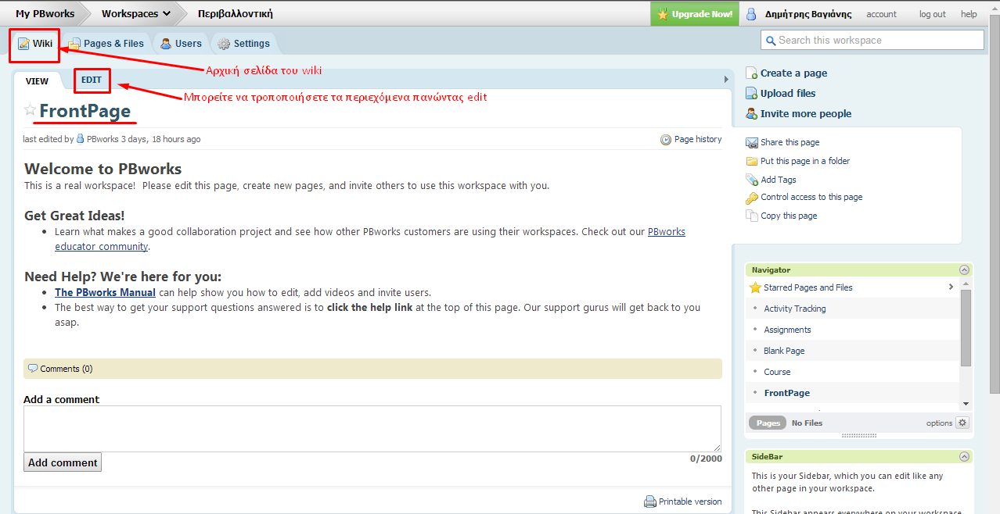 My PBworks
Workspaces
Περιβαλλοντική
Upgrade Now!
Δημήτρης Βαγιάνης
account
log out
help
Wiki
Pages & Files
Users
Settings
Search this workspace
Αρχική σελίδα του wiki
VIEW
EDIT
Μπορείτε να τροποποιήσετε τα περιεχόμενα πανώντας edit
FrontPage
last edited by PBworks 3 days, 18 hours ago
Page history
Welcome to PBworks
This is a real workspace! Please edit this page, create new pages, and invite others to use this workspace with you.
Get Great Ideas!
• Learn what makes a good collaboration project and see how other PBworks customers are using their workspaces. Check out our PBworks
educator community.
Need Help? We're here for you:
• The PBworks Manual can help show you how to edit, add videos and invite users.
• The best way to get your support questions answered is to click the help link at the top of this page. Our support gurus will get back to you
asap.
Comments (0)
Add a comment
Add comment
0/2000
Printable version
Create a page
Upload files
Invite more people
Share this page
Put this page in a folder
Add Tags
Control access to this page
Copy this page
Navigator
Starred Pages and Files
Activity Tracking
Assignments
Blank Page
Course
FrontPage
Pages
No Files
options
SideBar
This is your Sidebar, which you can edit like any
other page in your workspace.
This Sidebar appears everywhere on your workspace